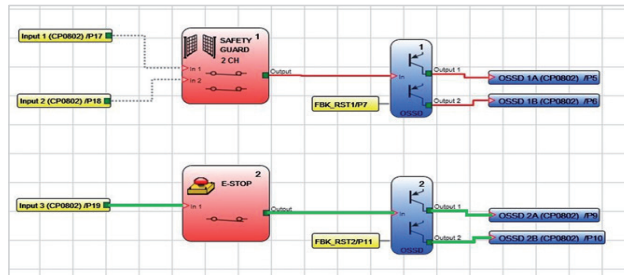 Input 1 (CP0802) /P17
1
SAFETY
GUARD
2 CH
In 1
In 2
Output
Input 2 (CP0802) /P18
1
In
Output 1
Output 2
OSSD
FBK_RST1/P7
OSSD 1A (CP0802) /P5
OSSD 1B (CP0802) /P6
2
E-STOP
Input 3 (CP0802) /P19
In 1
Output
2
In
Output 1
Output 2
OSSD
FBK_RST2/P11
OSSD 2A (CP0802) /P9
OSSD 2B (CP0802) /P10